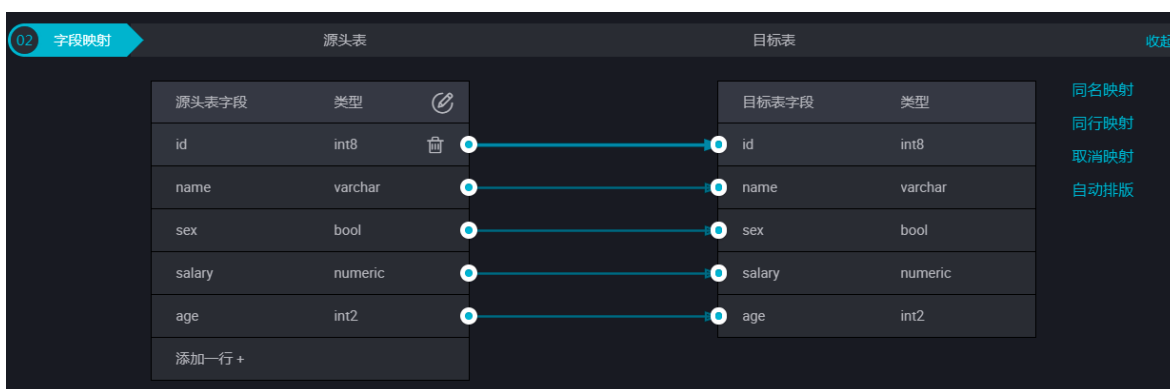 02 字段映射 源头表 目标表 收起
源头表字段 类型 目标表字段 类型 同名映射
id int8 id int8 同行映射
取消映射
name varchar name varchar 自动排版
sex bool sex bool
salary numeric salary numeric
age int2 age int2
添加一行 +